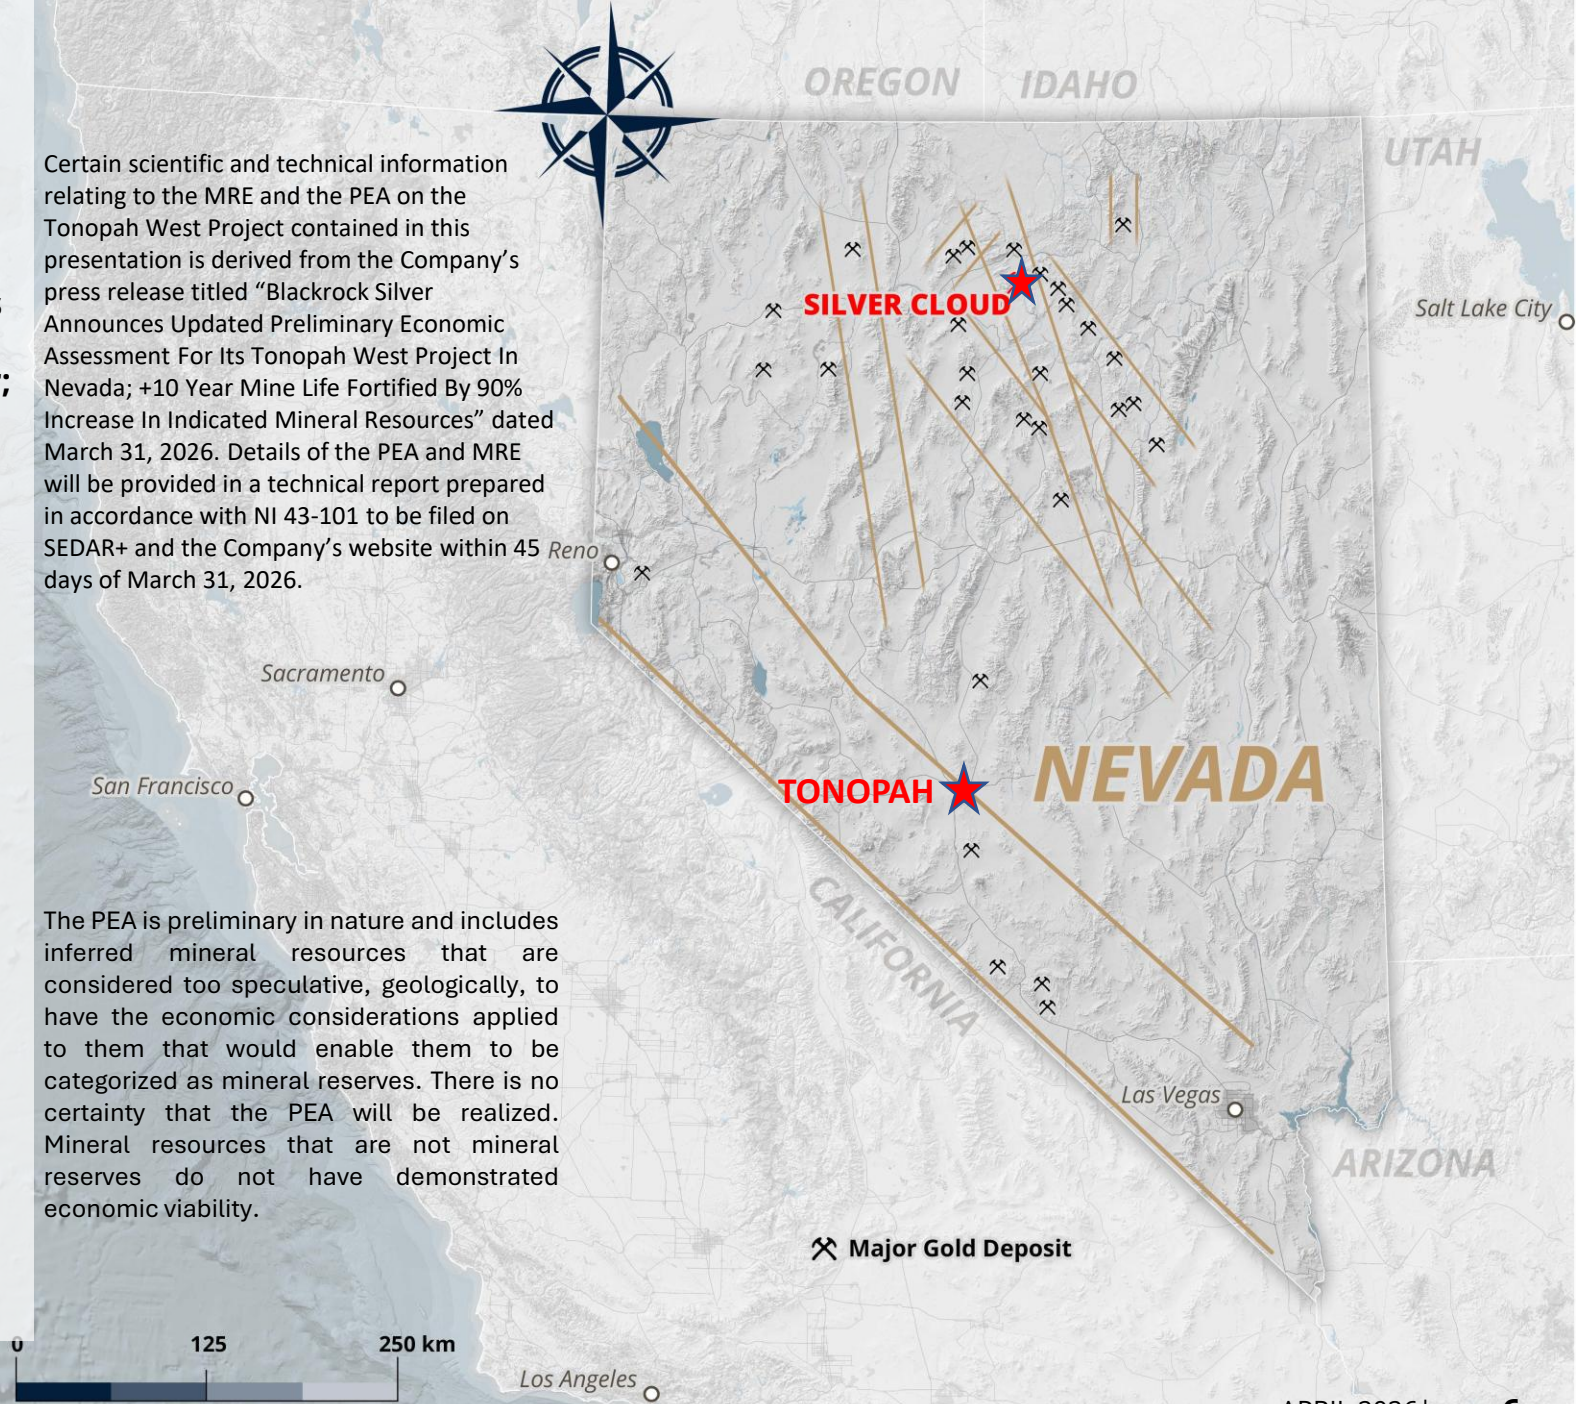 OREGON
IDAHO
UTAH
Certain scientific and technical information
relating to the MRE and the PEA on the
Tonopah West Project contained in this
presentation is derived from the Company’s
press release titled “Blackrock Silver
Announces Updated Preliminary Economic
Assessment For Its Tonopah West Project In
Nevada; +10 Year Mine Life Fortified By 90%
Increase In Indicated Mineral Resources” dated
March 31, 2026. Details of the PEA and MRE
will be provided in a technical report prepared
in accordance with NI 43-101 to be filed on
SEDAR+ and the Company’s website within 45
days of March 31, 2026.
SILVER CLOUD
Salt Lake City
Reno
Sacramento
San Francisco
TONOPAH
NEVADA
CALIFORNIA
The PEA is preliminary in nature and includes
inferred mineral resources that are
considered too speculative, geologically, to
have the economic considerations applied
to them that would enable them to be
categorized as mineral reserves. There is no
certainty that the PEA will be realized.
Mineral resources that are not mineral
reserves do not have demonstrated
economic viability.
Las Vegas
ARIZONA
Major Gold Deposit
0 125 250 km
Los Angeles
APRIL 2026 |